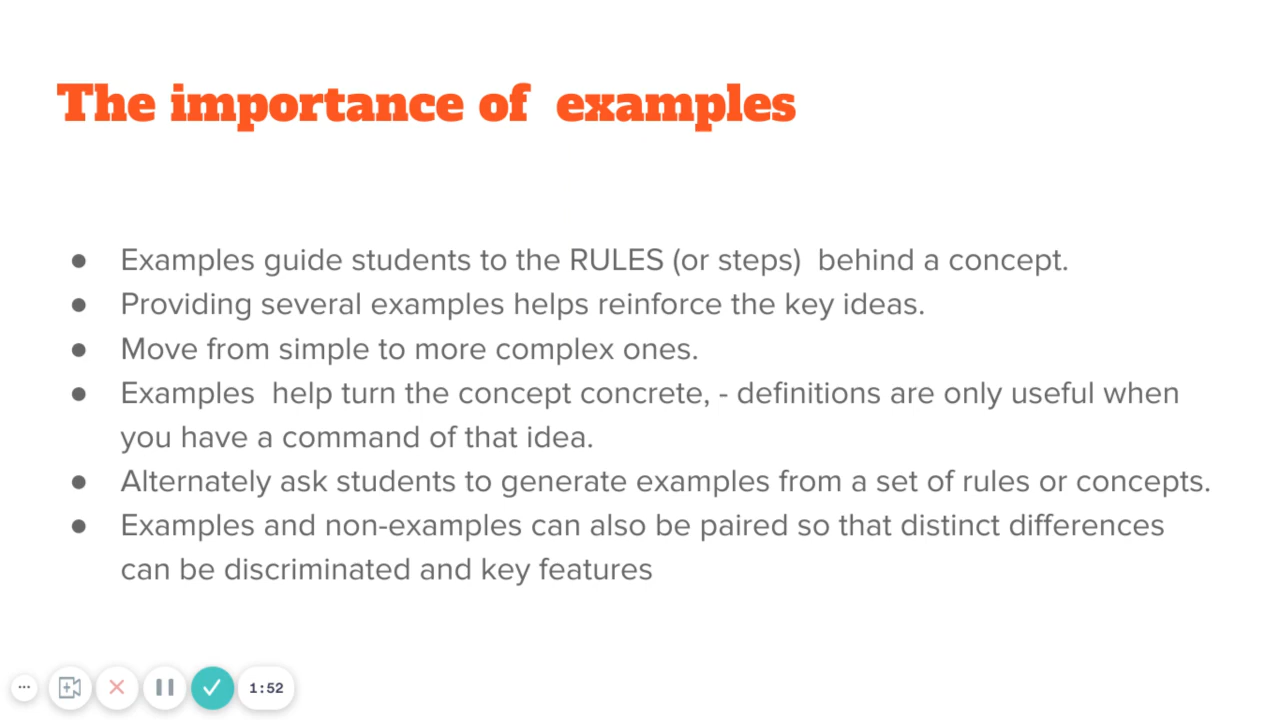 The importance of  examples
● Examples guide students to the RULES (or steps)  behind a concept.
● Providing several examples helps reinforce the key ideas.
● Move from simple to more complex ones.
● Examples  help turn the concept concrete, - definitions are only useful when
you have a command of that idea.
● Alternately ask students to generate examples from a set of rules or concepts.
● Examples and non-examples can also be paired so that distinct differences
can be discriminated and key features
1:52